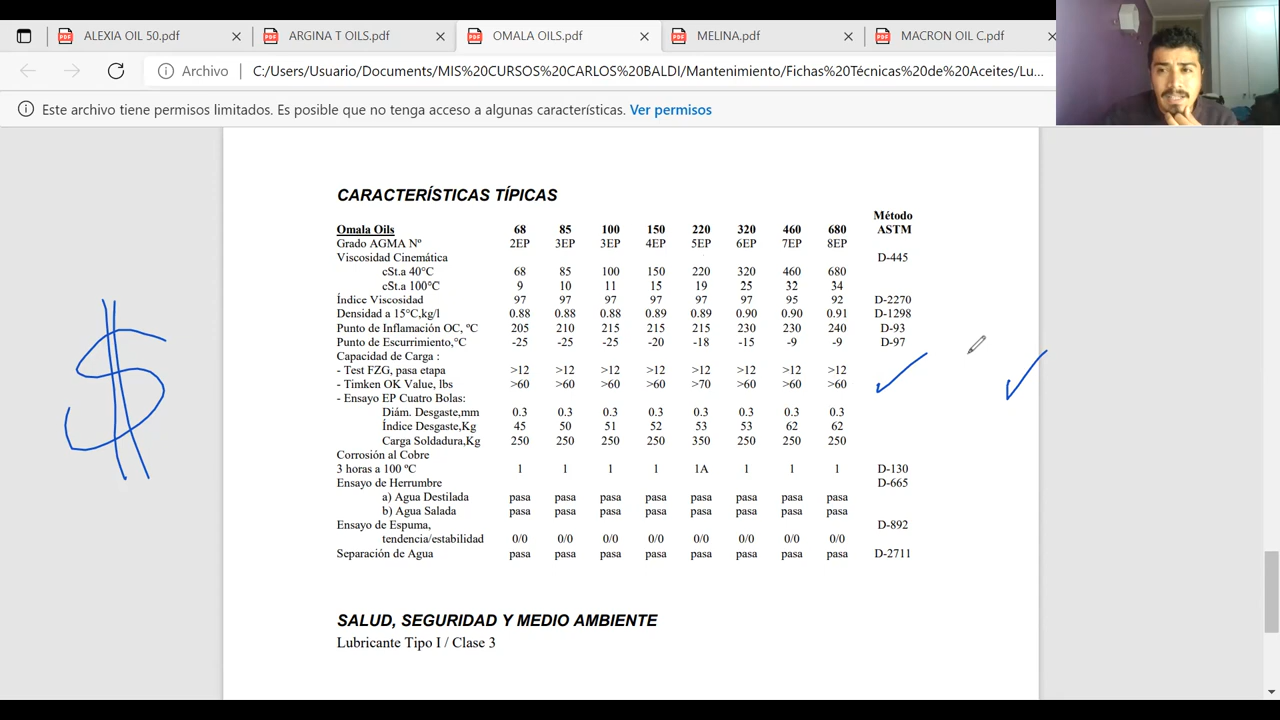 ALEXIA OIL 50.pdf
ARGINA T OILS.pdf
OMALA OILS.pdf
MELINA.pdf
MACRON OIL C.pdf
Archivo C:/Users/Usuario/Documents/MIS%20CURSOS%20CARLOS%20BALDI/Mantenimiento/Fichas%20Técnicas%20de%20Aceites/Lu...
Este archivo tiene permisos limitados. Es posible que no tenga acceso a algunas características. Ver permisos
CARACTERÍSTICAS TÍPICAS
Método
Omala Oils 68 85 100 150 220 320 460 680 ASTM
Grado AGMA Nº 2EP 3EP 3EP 4EP 5EP 6EP 7EP 8EP
Viscosidad Cinemática D-445
cSt.a 40°C 68 85 100 150 220 320 460 680
cSt.a 100°C 9 10 11 15 19 25 32 34
Índice Viscosidad 97 97 97 97 97 97 95 92 D-2270
Densidad a 15°C,kg/l 0.88 0.88 0.88 0.89 0.89 0.90 0.90 0.91 D-1298
Punto de Inflamación OC, ºC 205 210 215 215 215 230 230 240 D-93
Punto de Escurrimiento,°C -25 -25 -25 -20 -18 -15 -9 -9 D-97
Capacidad de Carga :
- Test FZG, pasa etapa >12 >12 >12 >12 >12 >12 >12 >12
- Timken OK Value, lbs >60 >60 >60 >60 >70 >60 >60 >60
- Ensayo EP Cuatro Bolas:
Diám. Desgaste,mm 0.3 0.3 0.3 0.3 0.3 0.3 0.3 0.3
Índice Desgaste,Kg 45 50 51 52 53 53 62 62
Carga Soldadura,Kg 250 250 250 250 350 250 250 250
Corrosión al Cobre
3 horas a 100 ºC 1 1 1 1 1A 1 1 1 D-130
Ensayo de Herrumbre D-665
a) Agua Destilada pasa pasa pasa pasa pasa pasa pasa pasa
b) Agua Salada pasa pasa pasa pasa pasa pasa pasa pasa
Ensayo de Espuma, D-892
tendencia/estabilidad 0/0 0/0 0/0 0/0 0/0 0/0 0/0 0/0
Separación de Agua pasa pasa pasa pasa pasa pasa pasa pasa D-2711
$
SALUD, SEGURIDAD Y MEDIO AMBIENTE
Lubricante Tipo I / Clase 3